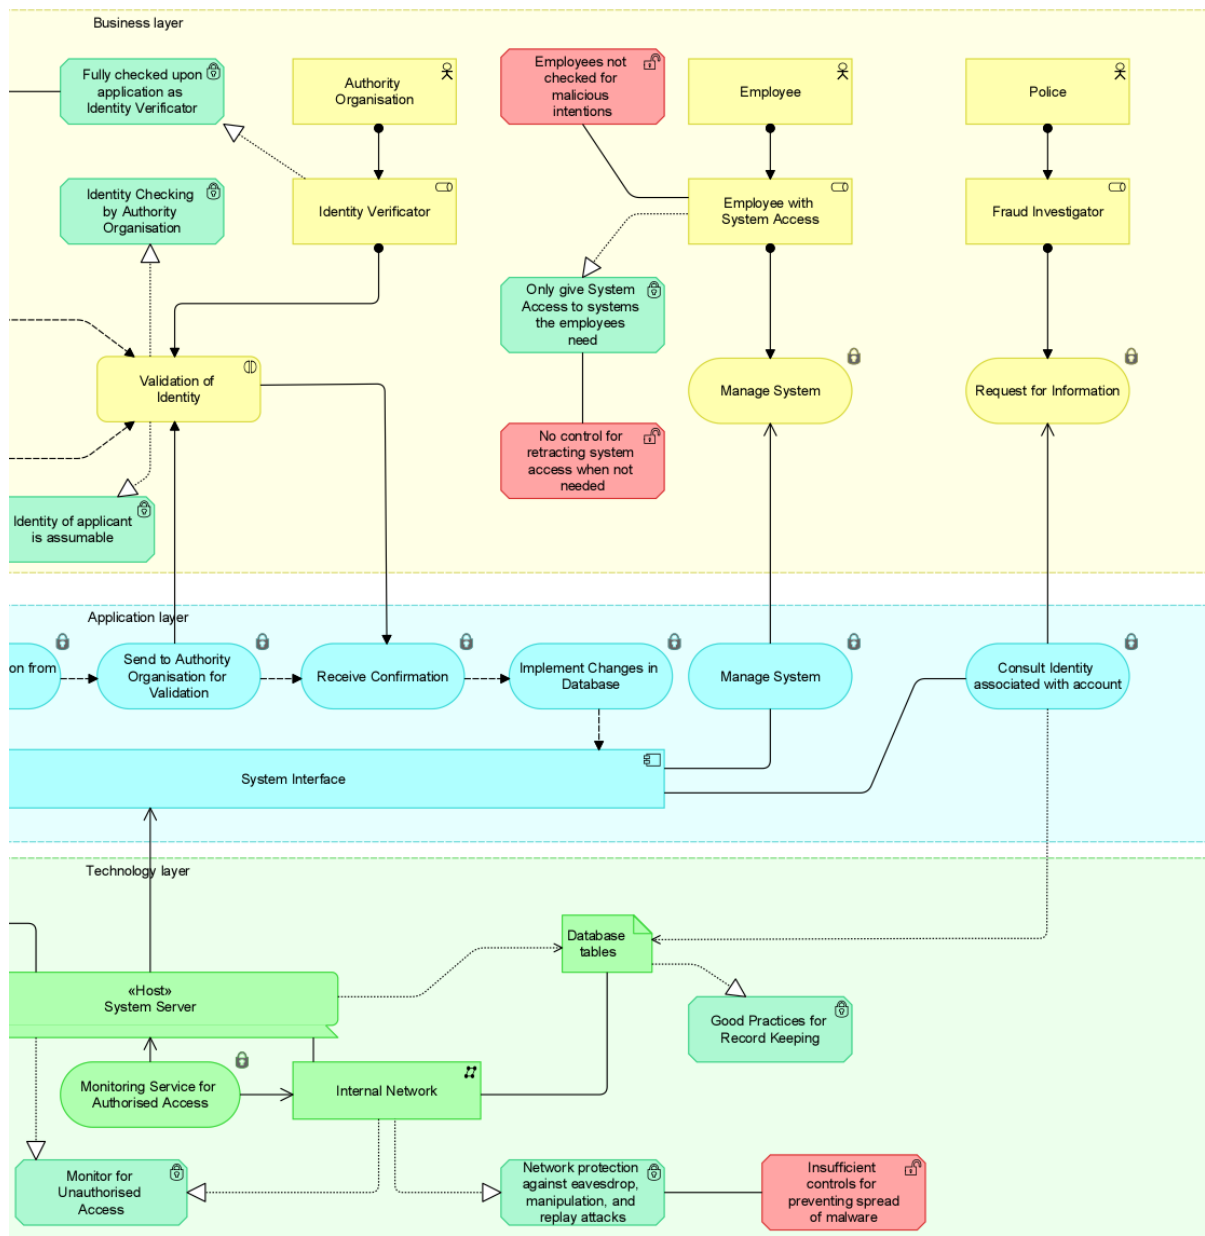 Business layer
Fully checked upon
application as
Identity Verificator
Authority
Organisation
Employees not
checked for
malicious
intentions
Employee
Police
Identity Checking
by Authority
Organisation
Identity Verificator
Employee with
System Access
Fraud Investigator
Only give System
Access to systems
the employees
need
Validation of
Identity
Manage System
Request for Information
No control for
retracting system
access when not
needed
Identity of applicant
is assumable
Application layer
on from
Send to Authority
Organisation for
Validation
Receive Confirmation
Implement Changes in
Database
Manage System
Consult Identity
associated with account
System Interface
Technology layer
Database
tables
«Host»
System Server
Good Practices for
Record Keeping
Monitoring Service for
Authorised Access
Internal Network
Monitor for
Unauthorised
Access
Network protection
against eavesdrop,
manipulation, and
replay attacks
Insufficient
controls for
preventing spread
of malware